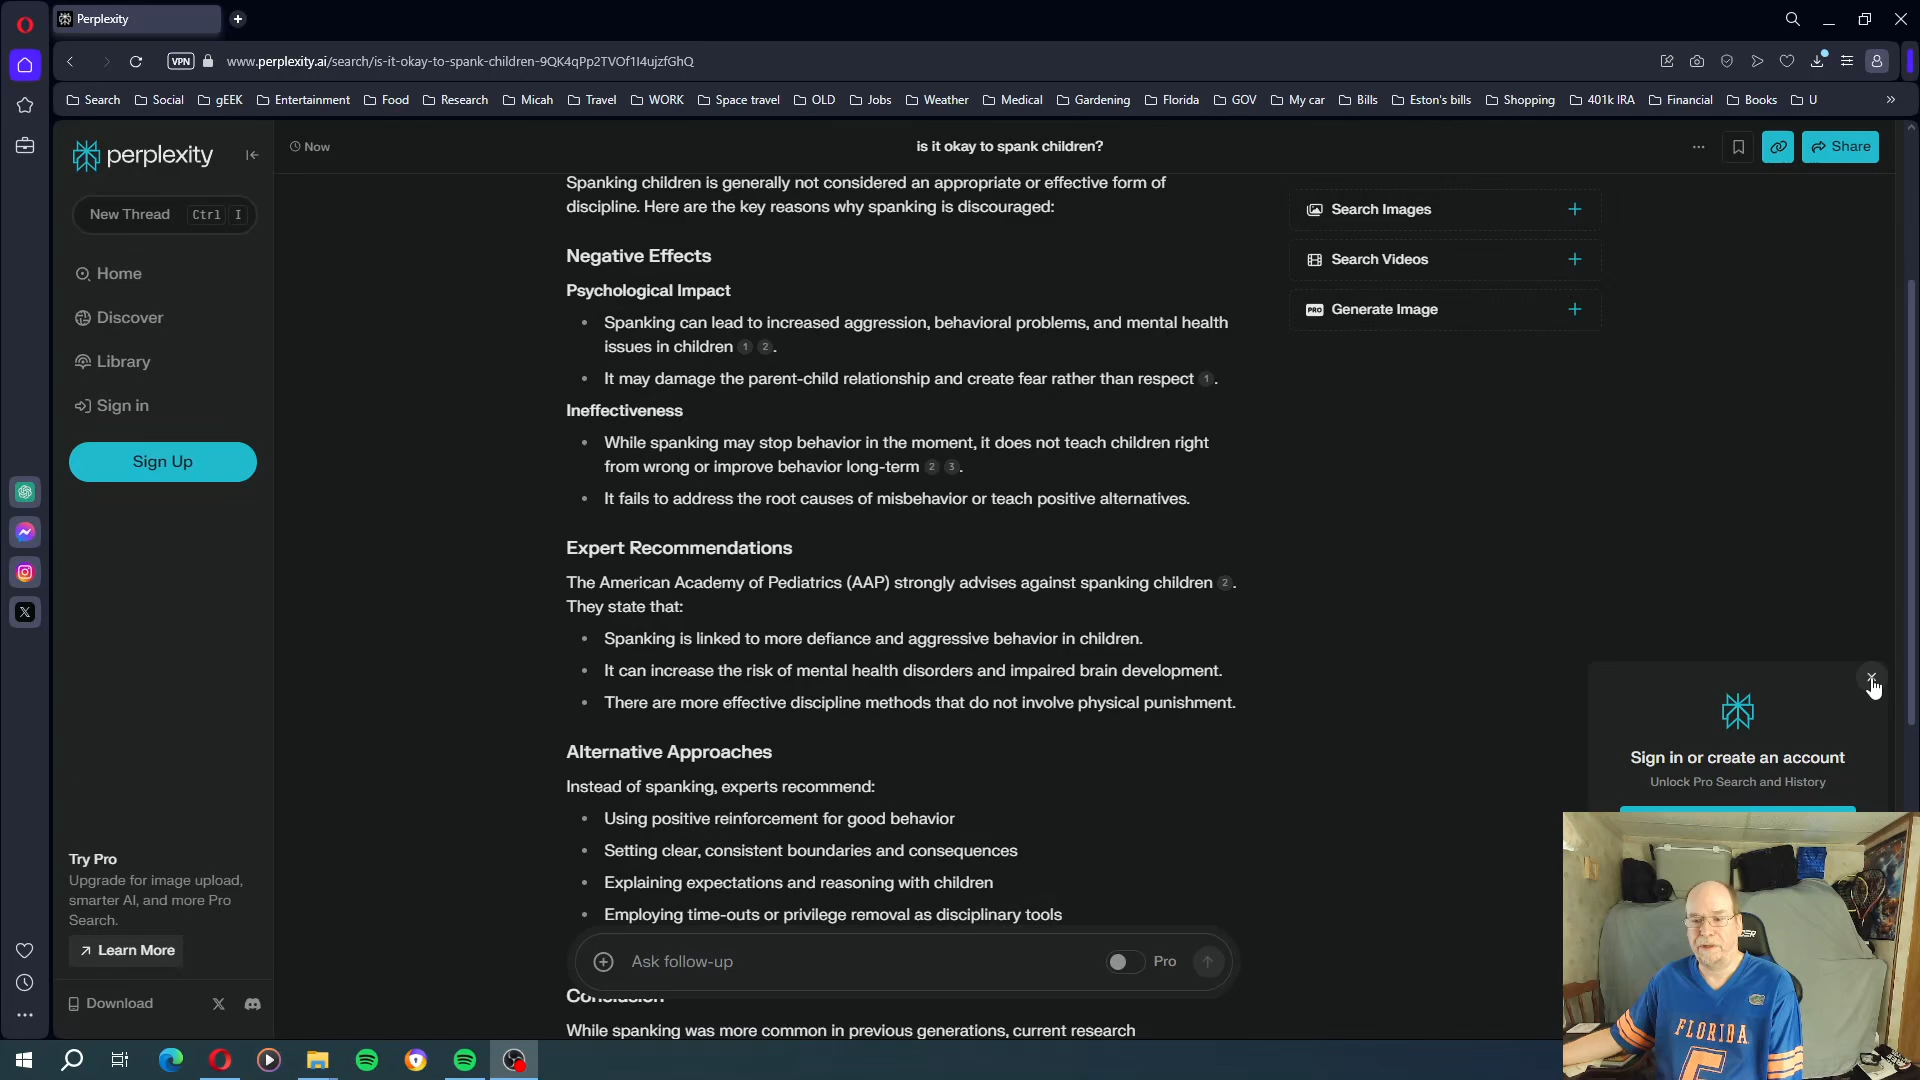 Perplexity
VPN
www.perplexity.ai/search/is-it-okay-to-spank-children-9QK4qPp2TVOf1I4ujzfGhQ
Search Social gEEK Entertainment Food Research Micah Travel WORK Space travel OLD Jobs Weather Medical Gardening Florida GOV My car Bills Eston's bills Shopping 401k IRA Financial Books U »
perplexity
New Thread Ctrl I
Home
Discover
Library
Sign in
Sign Up
Try Pro
Upgrade for image upload,
smarter AI, and more Pro
Search.
Learn More
Download
Now
is it okay to spank children?
Share
Spanking children is generally not considered an appropriate or effective form of
discipline. Here are the key reasons why spanking is discouraged:
Negative Effects
Psychological Impact
• Spanking can lead to increased aggression, behavioral problems, and mental health
issues in children 1 2.
• It may damage the parent-child relationship and create fear rather than respect 1.
Ineffectiveness
• While spanking may stop behavior in the moment, it does not teach children right
from wrong or improve behavior long-term 2 3.
• It fails to address the root causes of misbehavior or teach positive alternatives.
Expert Recommendations
The American Academy of Pediatrics (AAP) strongly advises against spanking children 2.
They state that:
• Spanking is linked to more defiance and aggressive behavior in children.
• It can increase the risk of mental health disorders and impaired brain development.
• There are more effective discipline methods that do not involve physical punishment.
Alternative Approaches
Instead of spanking, experts recommend:
• Using positive reinforcement for good behavior
• Setting clear, consistent boundaries and consequences
• Explaining expectations and reasoning with children
• Employing time-outs or privilege removal as disciplinary tools
Ask follow-up
Pro
Conclusion
While spanking was more common in previous generations, current research
Search Images
Search Videos
PRO Generate Image
Sign in or create an account
Unlock Pro Search and History
FLORIDA
5